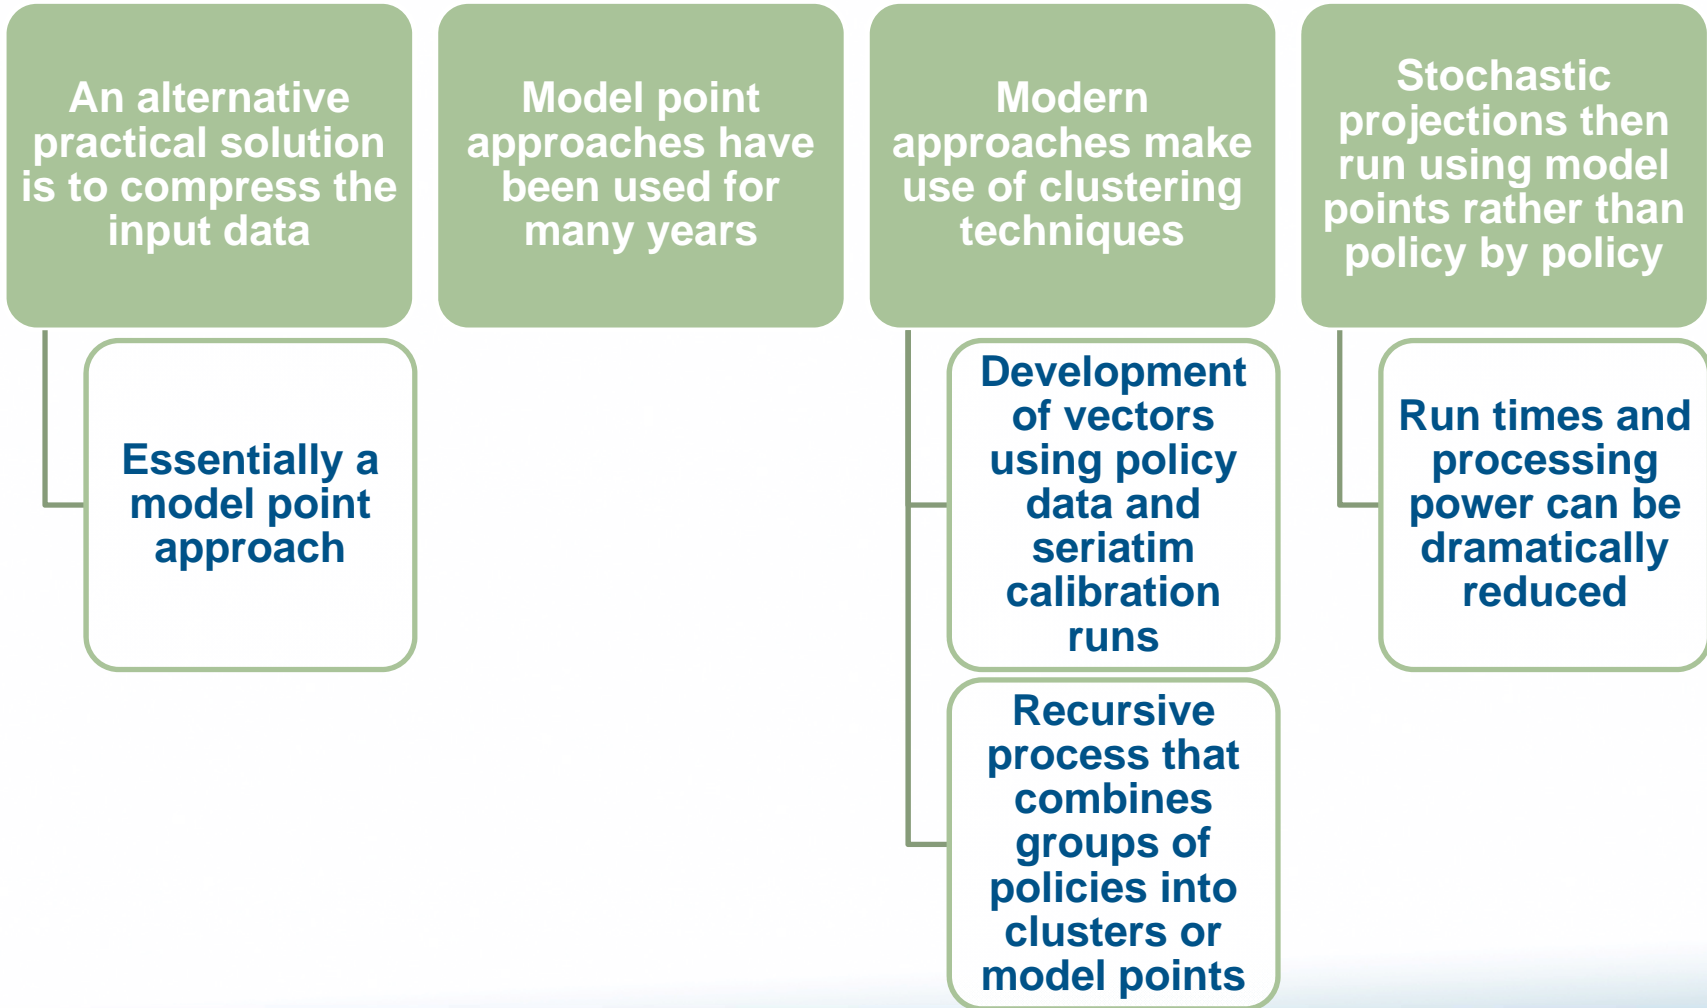 An alternative
practical solution
is to compress the
input data
Essentially a
model point
approach
Model point
approaches have
been used for
many years
Modern
approaches make
use of clustering
techniques
Development
of vectors
using policy
data and
seriatim
calibration
runs
Recursive
process that
combines
groups of
policies into
clusters or
model points
Stochastic
projections then
run using model
points rather than
policy by policy
Run times and
processing
power can be
dramatically
reduced